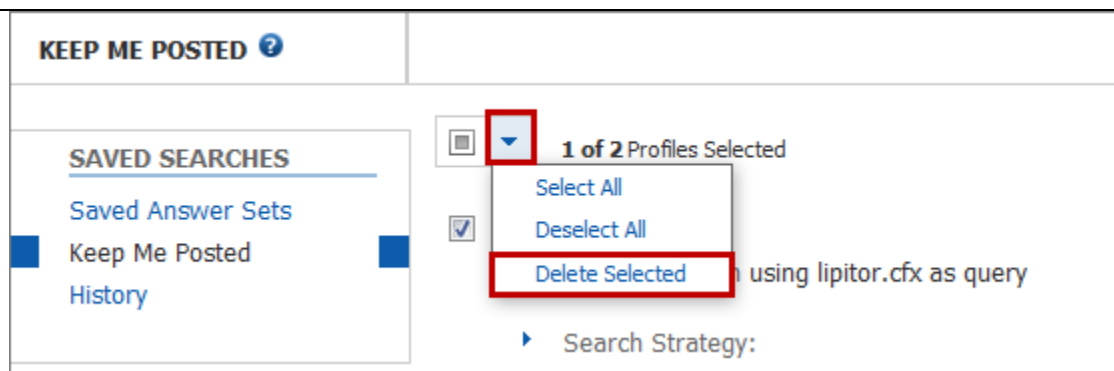 KEEP ME POSTED ?
SAVED SEARCHES
Saved Answer Sets
Keep Me Posted
History
1 of 2 Profiles Selected
Select All
Deselect All
Delete Selected
using lipitor.cfx as query
Search Strategy: